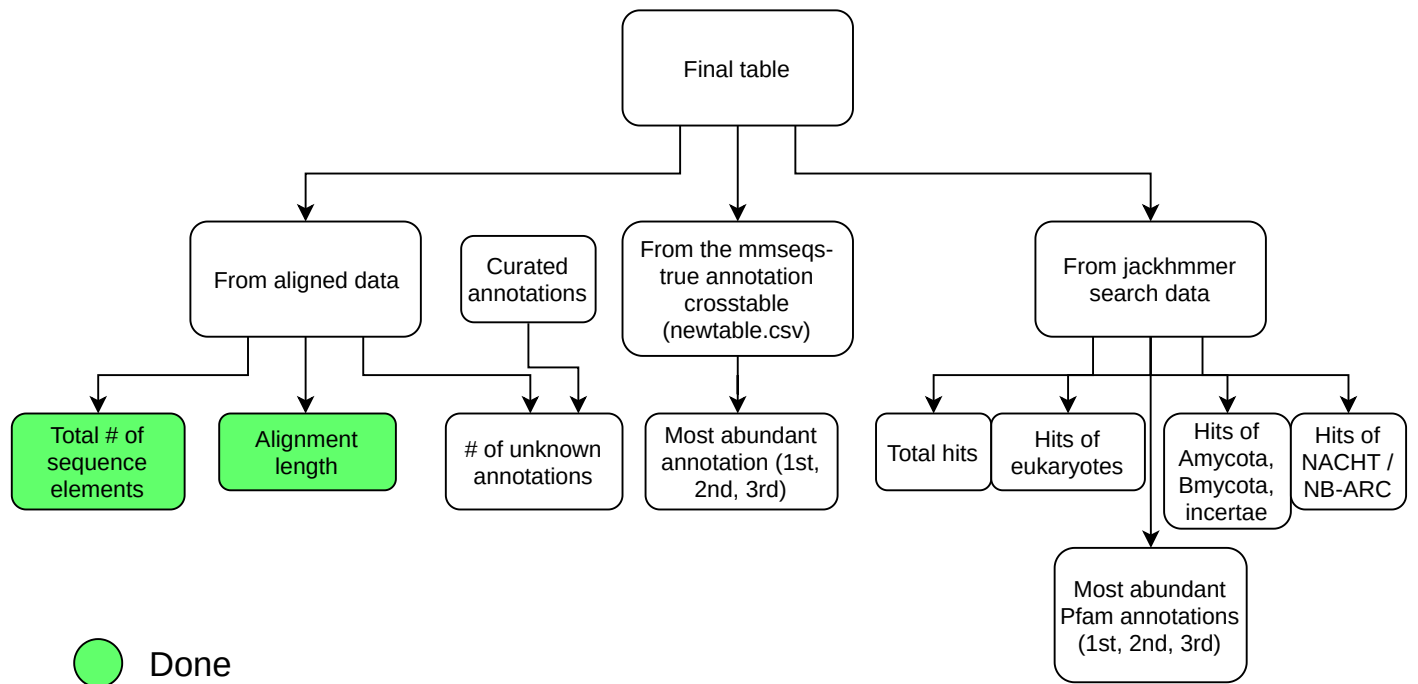 Final table
From aligned data
Curated
annotations
From the mmseqs-
true annotation
crosstable
(newtable.csv)
From jackhmmer
search data
Total # of
sequence
elements
Alignment
length
# of unknown
annotations
Most abundant
annotation (1st,
2nd, 3rd)
Total hits
Hits of
eukaryotes
Hits of
Amycota,
Bmycota,
incertae
Hits of
NACHT /
NB-ARC
Most abundant
Pfam annotations
(1st, 2nd, 3rd)
Done